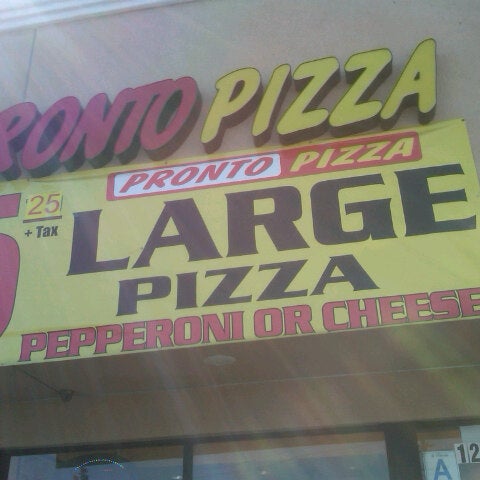 PRONTO PIZZA
PRONTO PIZZA
25
+ Tax
LARGE
PIZZA
PEPPERONI OR CHEESE
A
12